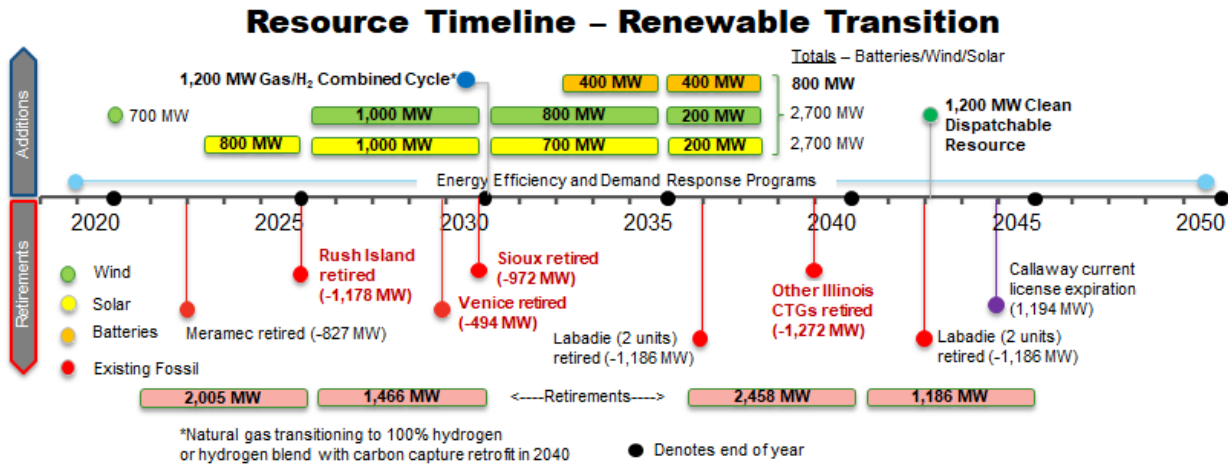 Resource Timeline – Renewable Transition
Additions
Totals – Batteries/Wind/Solar
1,200 MW Gas/H₂ Combined Cycle*
400 MW
400 MW
800 MW
700 MW
1,000 MW
800 MW
200 MW
2,700 MW
800 MW
1,000 MW
700 MW
200 MW
2,700 MW
1,200 MW Clean
Dispatchable
Resource
Energy Efficiency and Demand Response Programs
2020
2025
2030
2035
2040
2045
2050
Retirements
Wind
Solar
Batteries
Existing Fossil
Meramec retired (-827 MW)
Rush Island
retired
(-1,178 MW)
Venice retired
(-494 MW)
Sioux retired
(-972 MW)
Labadie (2 units)
retired (-1,186 MW)
Other Illinois
CTGs retired
(-1,272 MW)
Labadie (2 units)
retired (-1,186 MW)
Callaway current
license expiration
(1,194 MW)
2,005 MW
1,466 MW
<----Retirements---->
2,458 MW
1,186 MW
*Natural gas transitioning to 100% hydrogen
or hydrogen blend with carbon capture retrofit in 2040
Denotes end of year